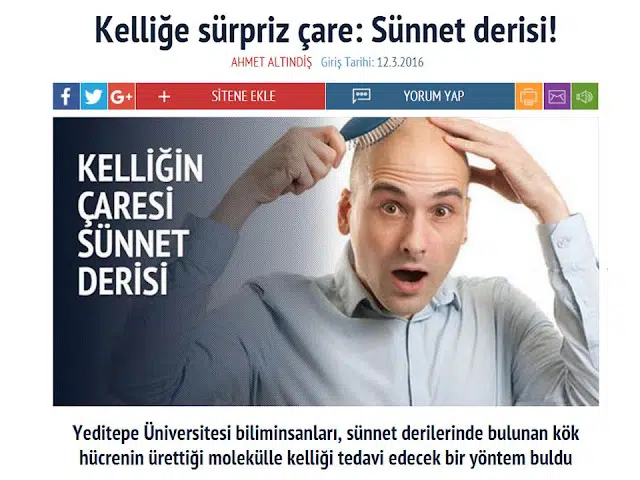 Kelliğe sürpriz çare: Sünnet derisi!
AHMET ALTINDİŞ Giriş Tarihi: 12.3.2016
f G+ + SİTENE EKLE YORUM YAP
KELLİĞİN
ÇARESİ
SÜNNET
DERİSİ
Yeditepe Üniversitesi biliminsanları, sünnet derilerinde bulunan kök
hücrenin ürettiği molekülle kelliği tedavi edecek bir yöntem buldu